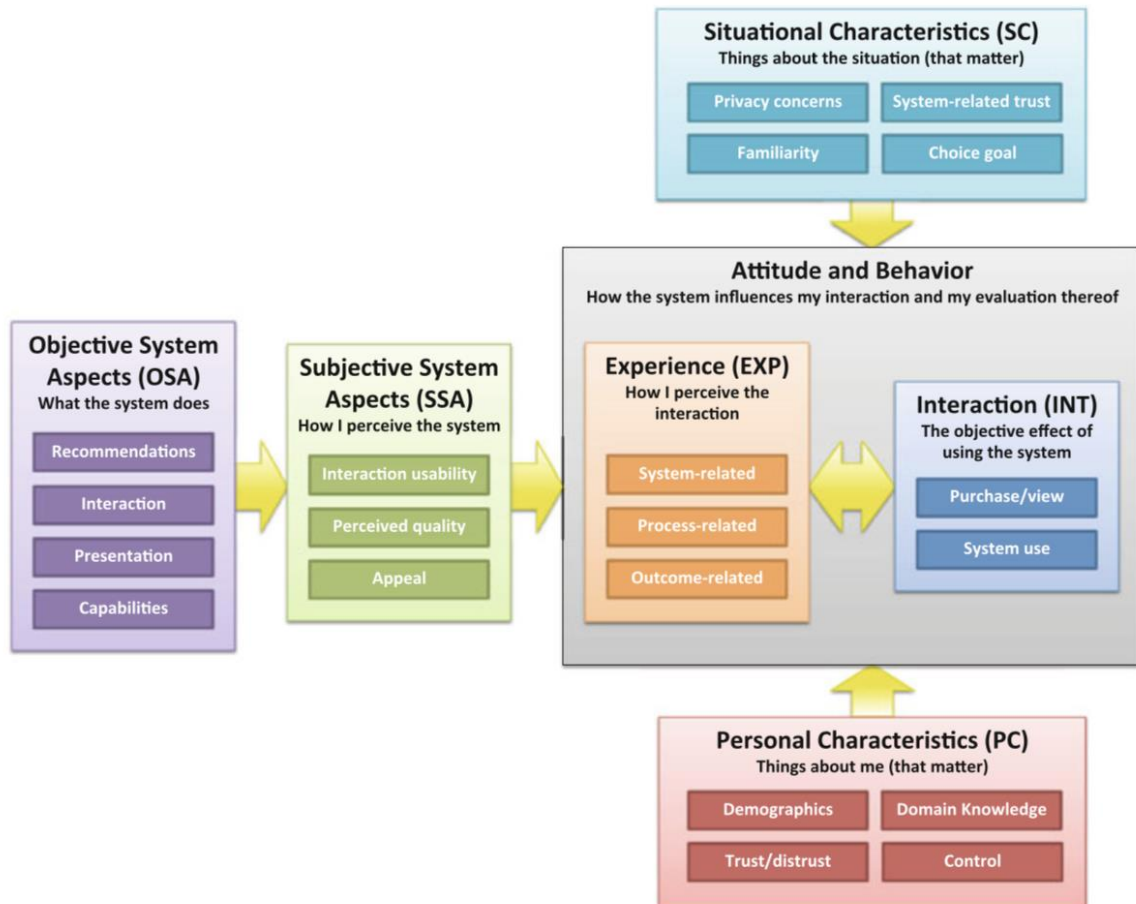 Situational Characteristics (SC)
Things about the situation (that matter)
Privacy concerns
System-related trust
Familiarity
Choice goal
Attitude and Behavior
How the system influences my interaction and my evaluation thereof
Objective System
Aspects (OSA)
What the system does
Recommendations
Interaction
Presentation
Capabilities
Subjective System
Aspects (SSA)
How I perceive the system
Interaction usability
Perceived quality
Appeal
Experience (EXP)
How I perceive the
interaction
System-related
Process-related
Outcome-related
Interaction (INT)
The objective effect of
using the system
Purchase/view
System use
Personal Characteristics (PC)
Things about me (that matter)
Demographics
Domain Knowledge
Trust/distrust
Control